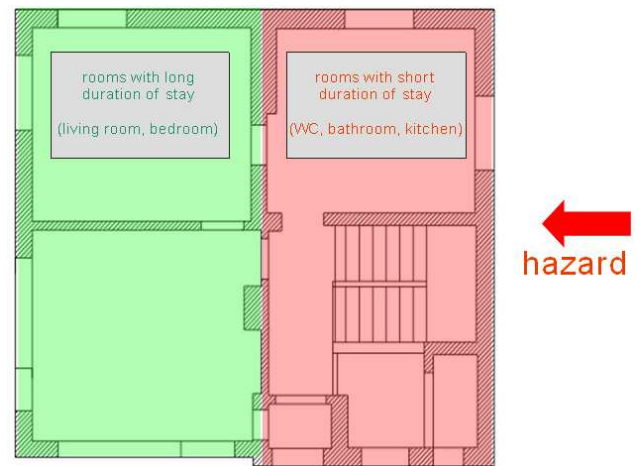 rooms with long
duration of stay
(living room, bedroom)
rooms with short
duration of stay
(WC, bathroom, kitchen)
hazard